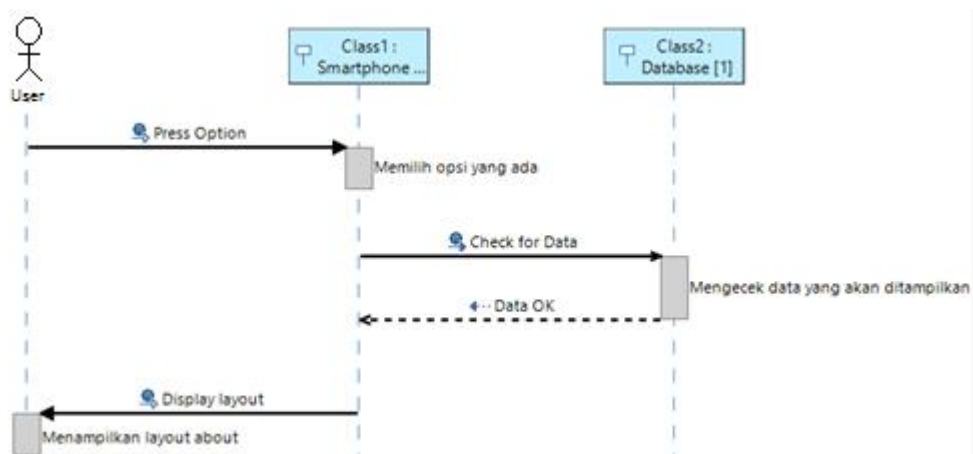 Class1 :
Smartphone ...
Class2 :
Database [1]
User
Press Option
Memilih opsi yang ada
Check for Data
Mengecek data yang akan ditampilkan
Data OK
Display layout
Menampilkan layout about